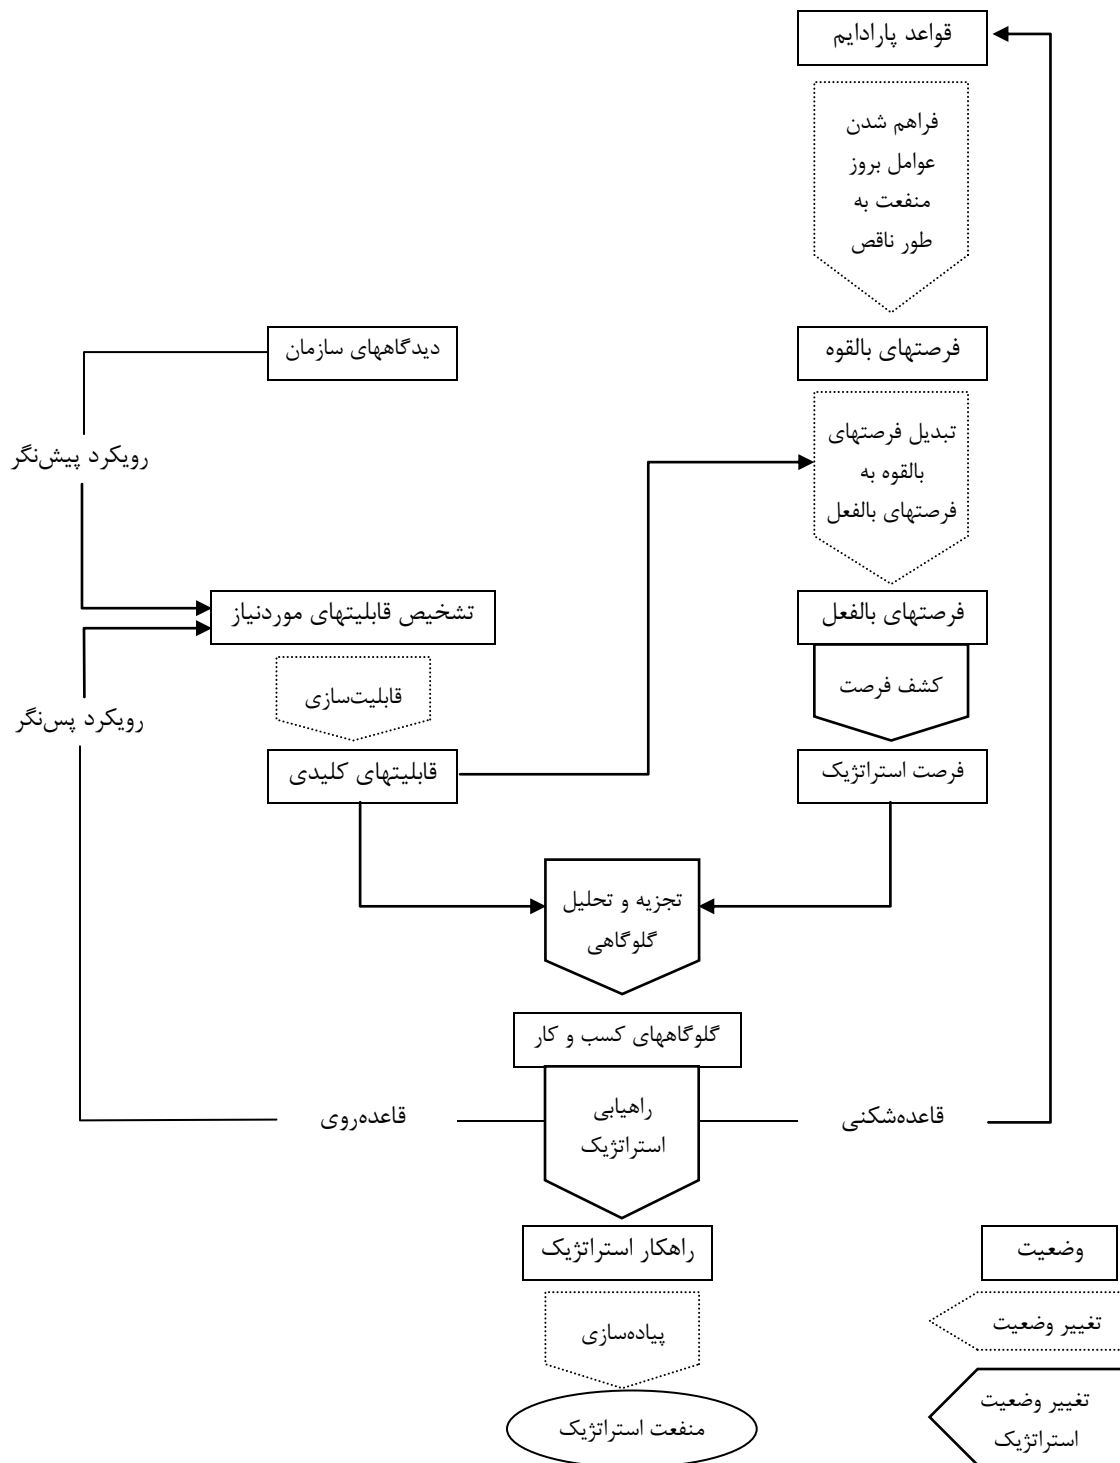 قواعد پارادایم
فراهم شدن
عوامل بروز
منفعت به
طور ناقص
فرصتهای بالقوه
دیدگاههای سازمان
تبدیل فرصتهای
بالقوه به
فرصتهای بالفعل
رویکرد پیش‌نگر
تشخیص قابلیتهای موردنیاز
فرصتهای بالفعل
کشف فرصت
قابلیت‌سازی
رویکرد پس‌نگر
فرصت استراتژیک
قابلیتهای کلیدی
تجزیه و تحلیل
گلوگاهی
گلوگاههای کسب و کار
قاعده‌شکنی
راهیابی
استراتژیک
قاعده‌روی
راهکار استراتژیک
پیاده‌سازی
منفعت استراتژیک
وضعیت
تغییر وضعیت
تغییر وضعیت
استراتژیک